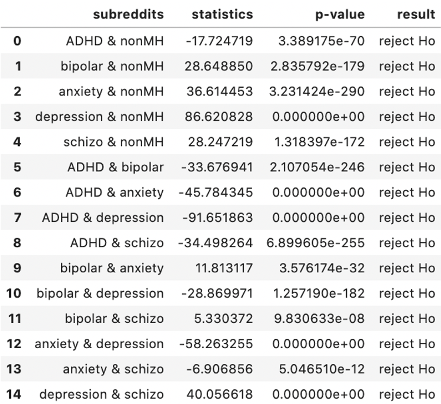 subreddits statistics p-value result
0 ADHD & nonMH -17.724719 3.389175e-70 reject Ho
1 bipolar & nonMH 28.648850 2.835792e-179 reject Ho
2 anxiety & nonMH 36.614453 3.231424e-290 reject Ho
3 depression & nonMH 86.620828 0.000000e+00 reject Ho
4 schizo & nonMH 28.247219 1.318397e-172 reject Ho
5 ADHD & bipolar -33.676941 2.107054e-246 reject Ho
6 ADHD & anxiety -45.784345 0.000000e+00 reject Ho
7 ADHD & depression -91.651863 0.000000e+00 reject Ho
8 ADHD & schizo -34.498264 6.899605e-255 reject Ho
9 bipolar & anxiety 11.813117 3.576174e-32 reject Ho
10 bipolar & depression -28.869971 1.257190e-182 reject Ho
11 bipolar & schizo 5.330372 9.830633e-08 reject Ho
12 anxiety & depression -58.263255 0.000000e+00 reject Ho
13 anxiety & schizo -6.906856 5.046510e-12 reject Ho
14 depression & schizo 40.056618 0.000000e+00 reject Ho